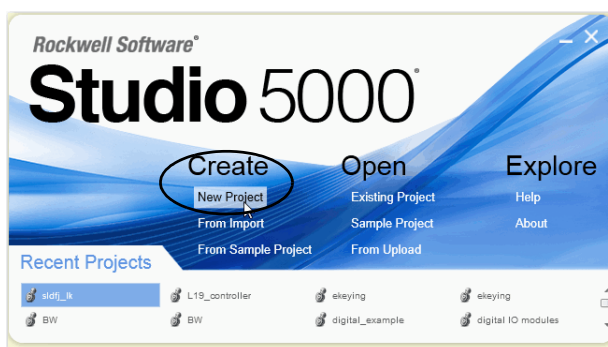 Rockwell Software®
Studio 5000®
Create Open Explore
New Project Existing Project Help
From Import Sample Project About
From Sample Project From Upload
Recent Projects
sldfj_lk L19_controller ekeying ekeying
BW BW digital_example digital IO modules